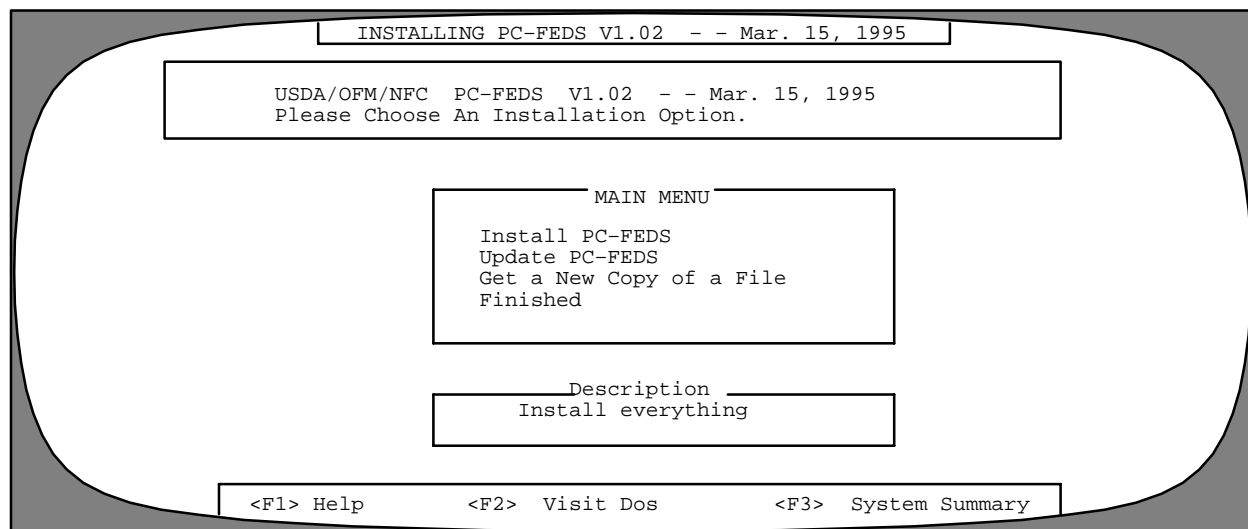 INSTALLING PC-FEDS V1.02 - - Mar. 15, 1995
USDA/OFM/NFC PC-FEDS V1.02 - - Mar. 15, 1995
Please Choose An Installation Option.
MAIN MENU
Install PC-FEDS
Update PC-FEDS
Get a New Copy of a File
Finished
Description
Install everything
<F1> Help <F2> Visit Dos <F3> System Summary